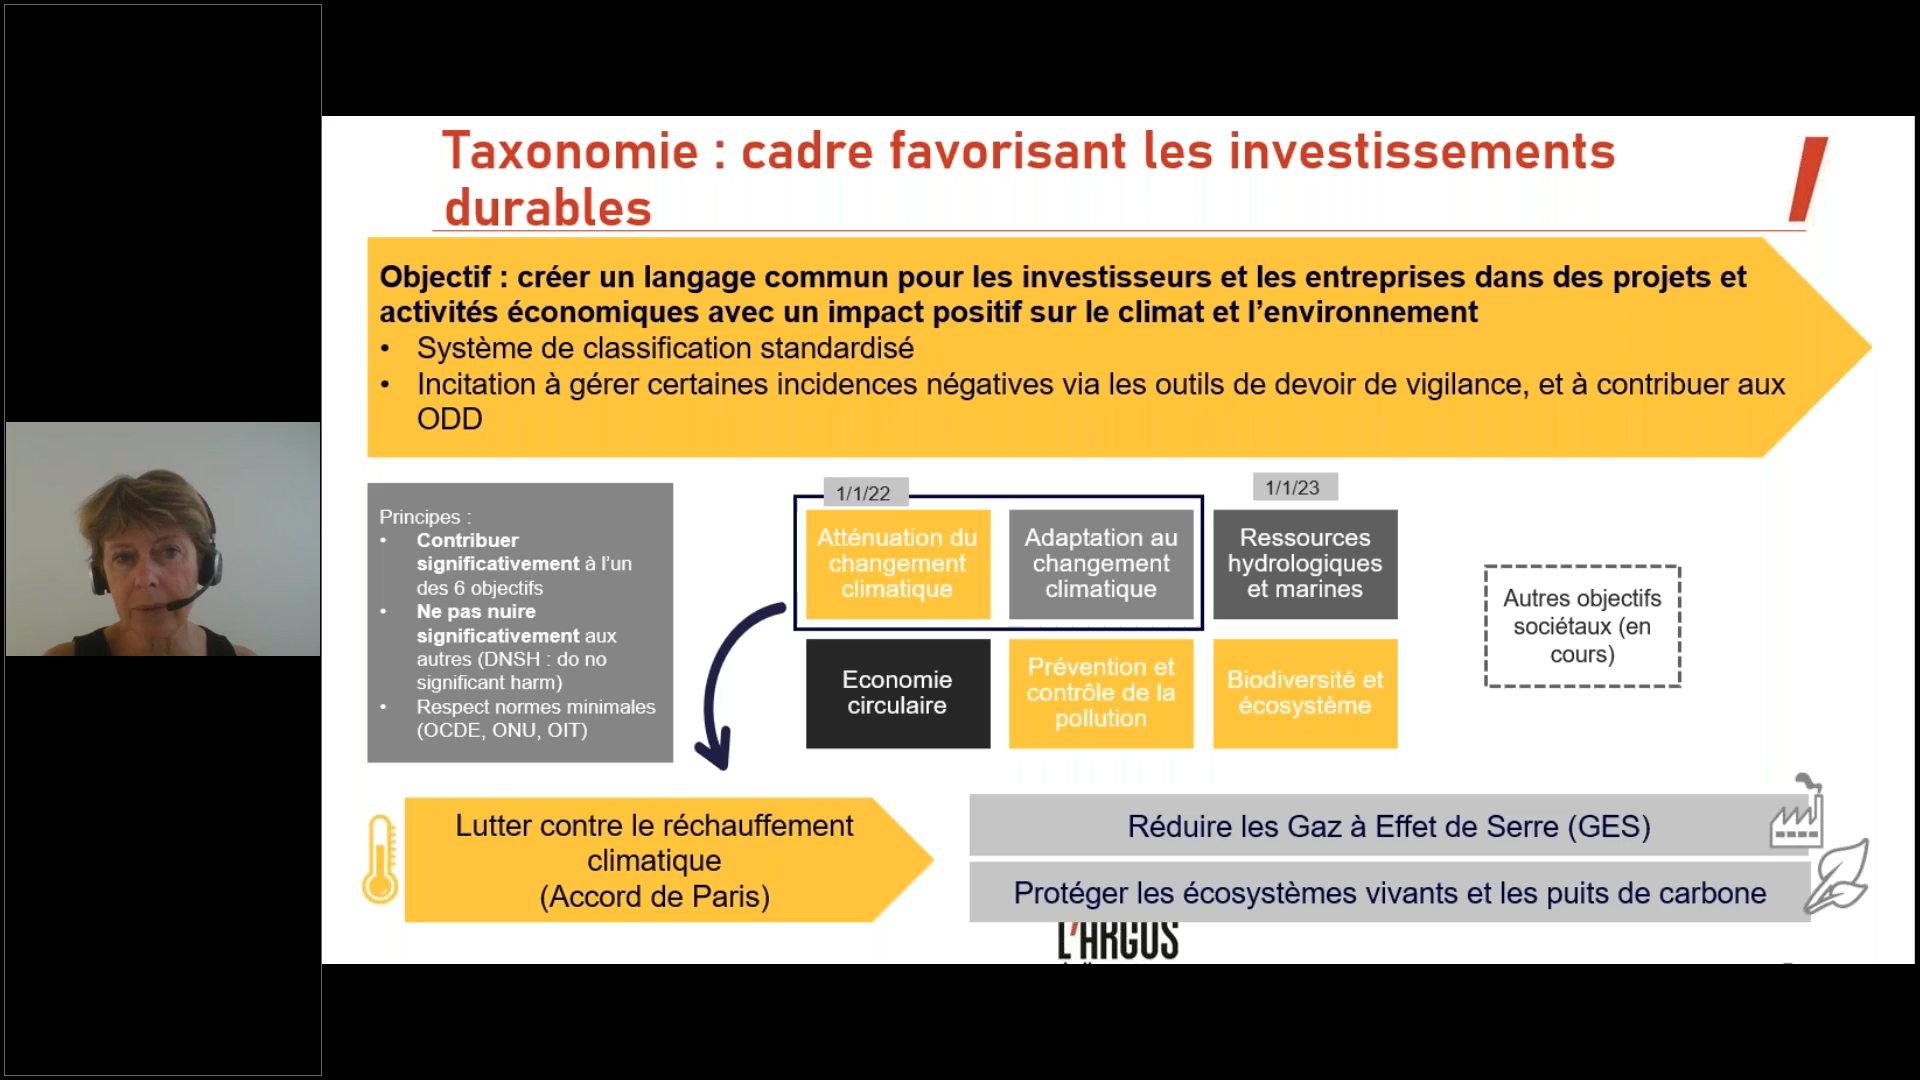 Taxonomie : cadre favorisant les investissements
durables
Objectif : créer un langage commun pour les investisseurs et les entreprises dans des projets et
activités économiques avec un impact positif sur le climat et l'environnement
• Système de classification standardisé
• Incitation à gérer certaines incidences négatives via les outils de devoir de vigilance, et à contribuer aux
ODD
Principes :
• Contribuer
significativement à l'un
des 6 objectifs
• Ne pas nuire
significativement aux
autres (DNSH : do no
significant harm)
• Respect normes minimales
(OCDE, ONU, OIT)
1/1/22
1/1/23
Atténuation du
changement
climatique
Adaptation au
changement
climatique
Ressources
hydrologiques
et marines
Economie
circulaire
Prévention et
contrôle de la
pollution
Biodiversité et
écosystème
Autres objectifs
sociétaux (en
cours)
Lutter contre le réchauffement
climatique
(Accord de Paris)
Réduire les Gaz à Effet de Serre (GES)
Protéger les écosystèmes vivants et les puits de carbone
L'ARGUS